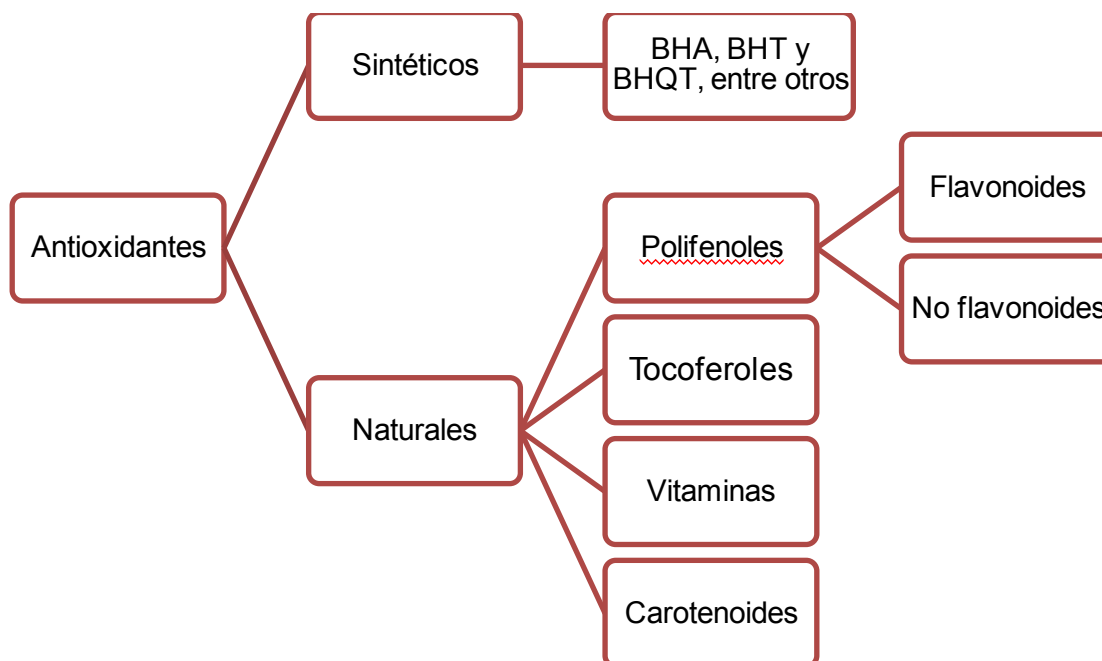 Sintéticos
BHA, BHT y
BHQT, entre otros
Antioxidantes
Naturales
Polifenoles
Flavonoides
No flavonoides
Tocoferoles
Vitaminas
Carotenoides